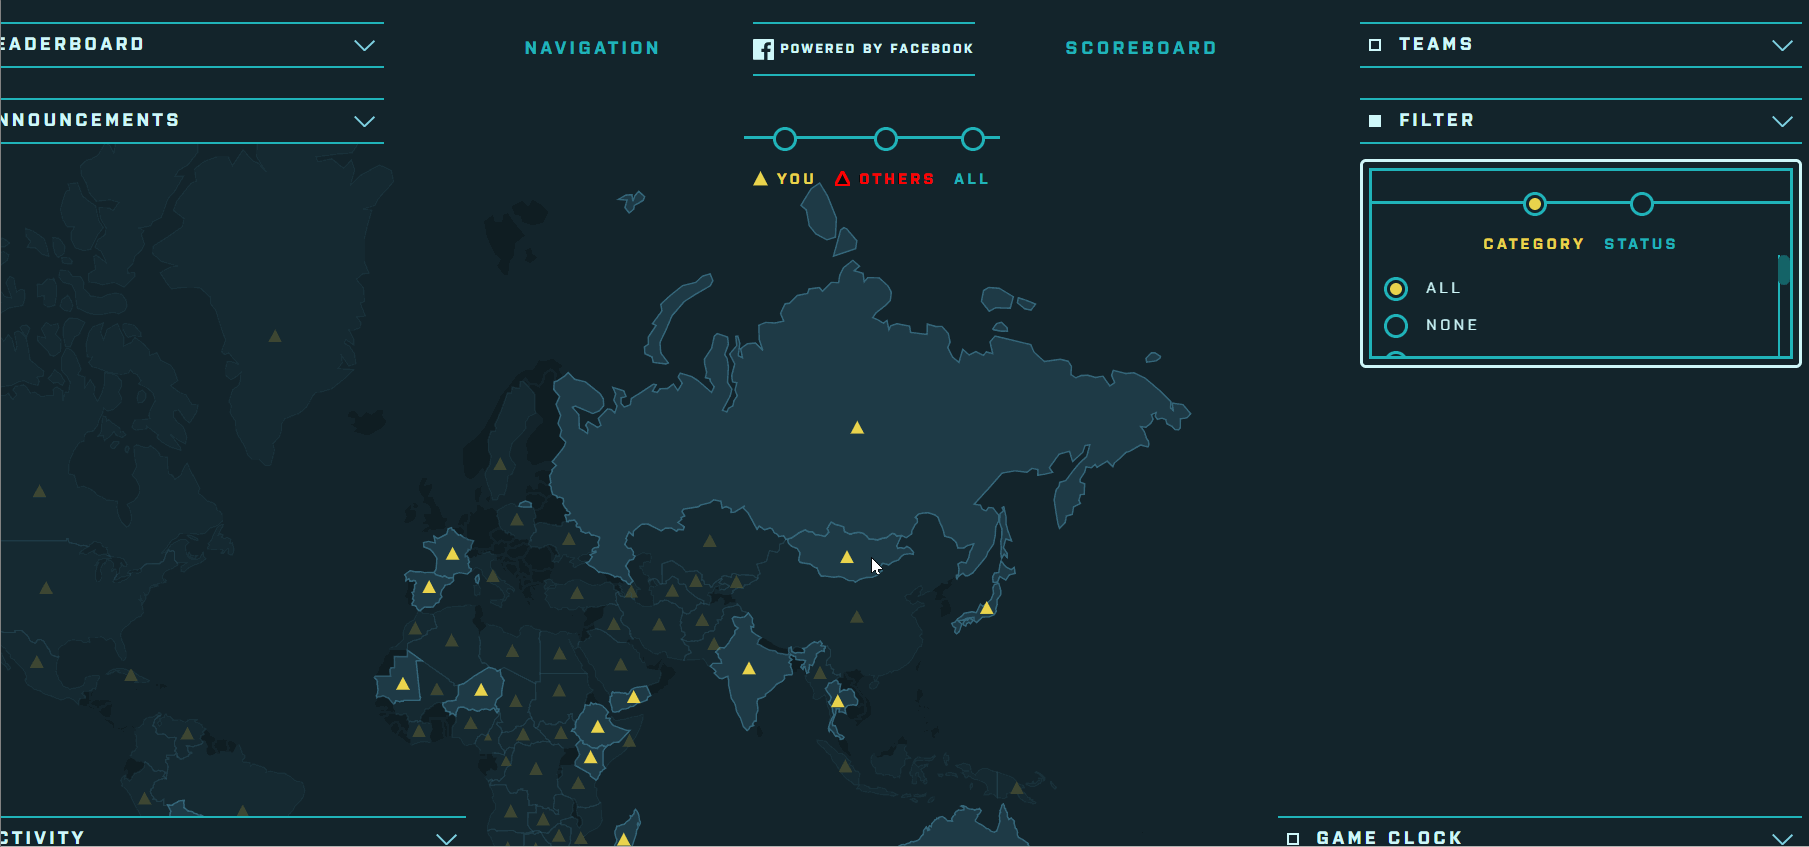 EADERBOARD
NNOUNCEMENTS
NAVIGATION
POWERED BY FACEBOOK
SCOREBOARD
YOU OTHERS ALL
TEAMS
FILTER
CATEGORY STATUS
ALL
NONE
CTIVITY
GAME CLOCK